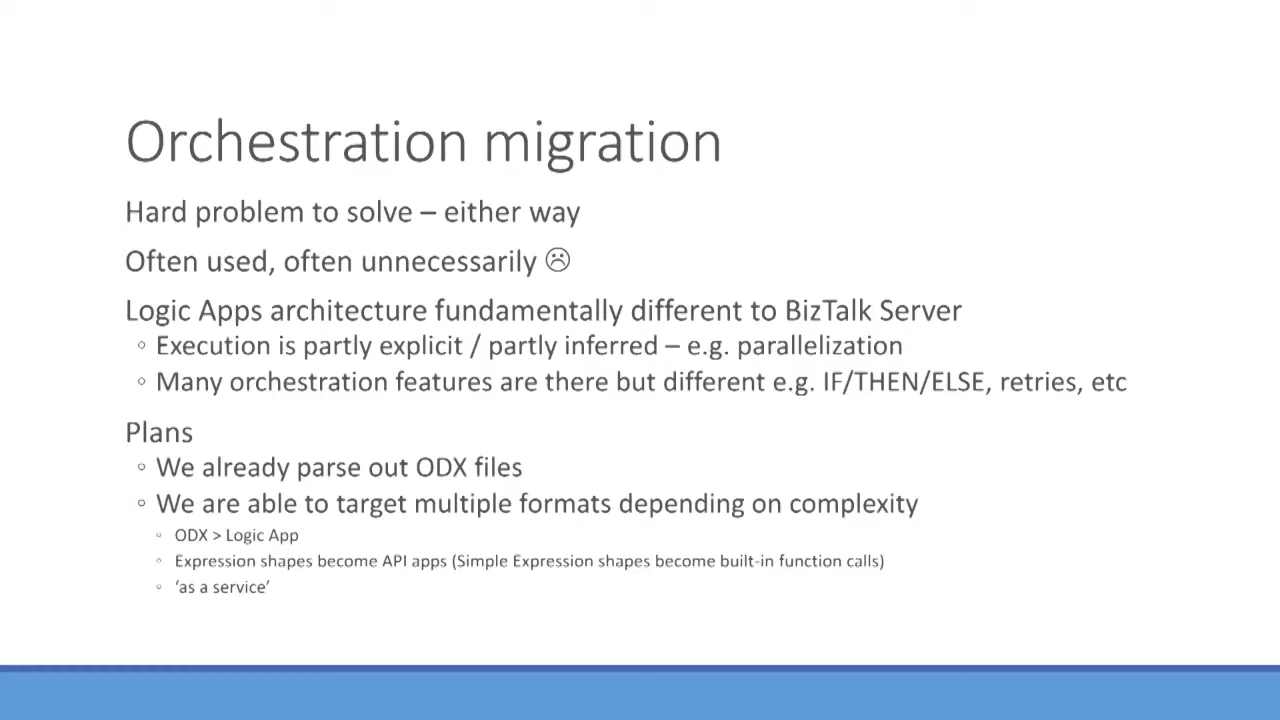 Orchestration migration
Hard problem to solve – either way
Often used, often unnecessarily ☹
Logic Apps architecture fundamentally different to BizTalk Server
◦ Execution is partly explicit / partly inferred – e.g. parallelization
◦ Many orchestration features are there but different e.g. IF/THEN/ELSE, retries, etc
Plans
◦ We already parse out ODX files
◦ We are able to target multiple formats depending on complexity
◦ ODX > Logic App
◦ Expression shapes become API apps (Simple Expression shapes become built-in function calls)
◦ ‘as a service’